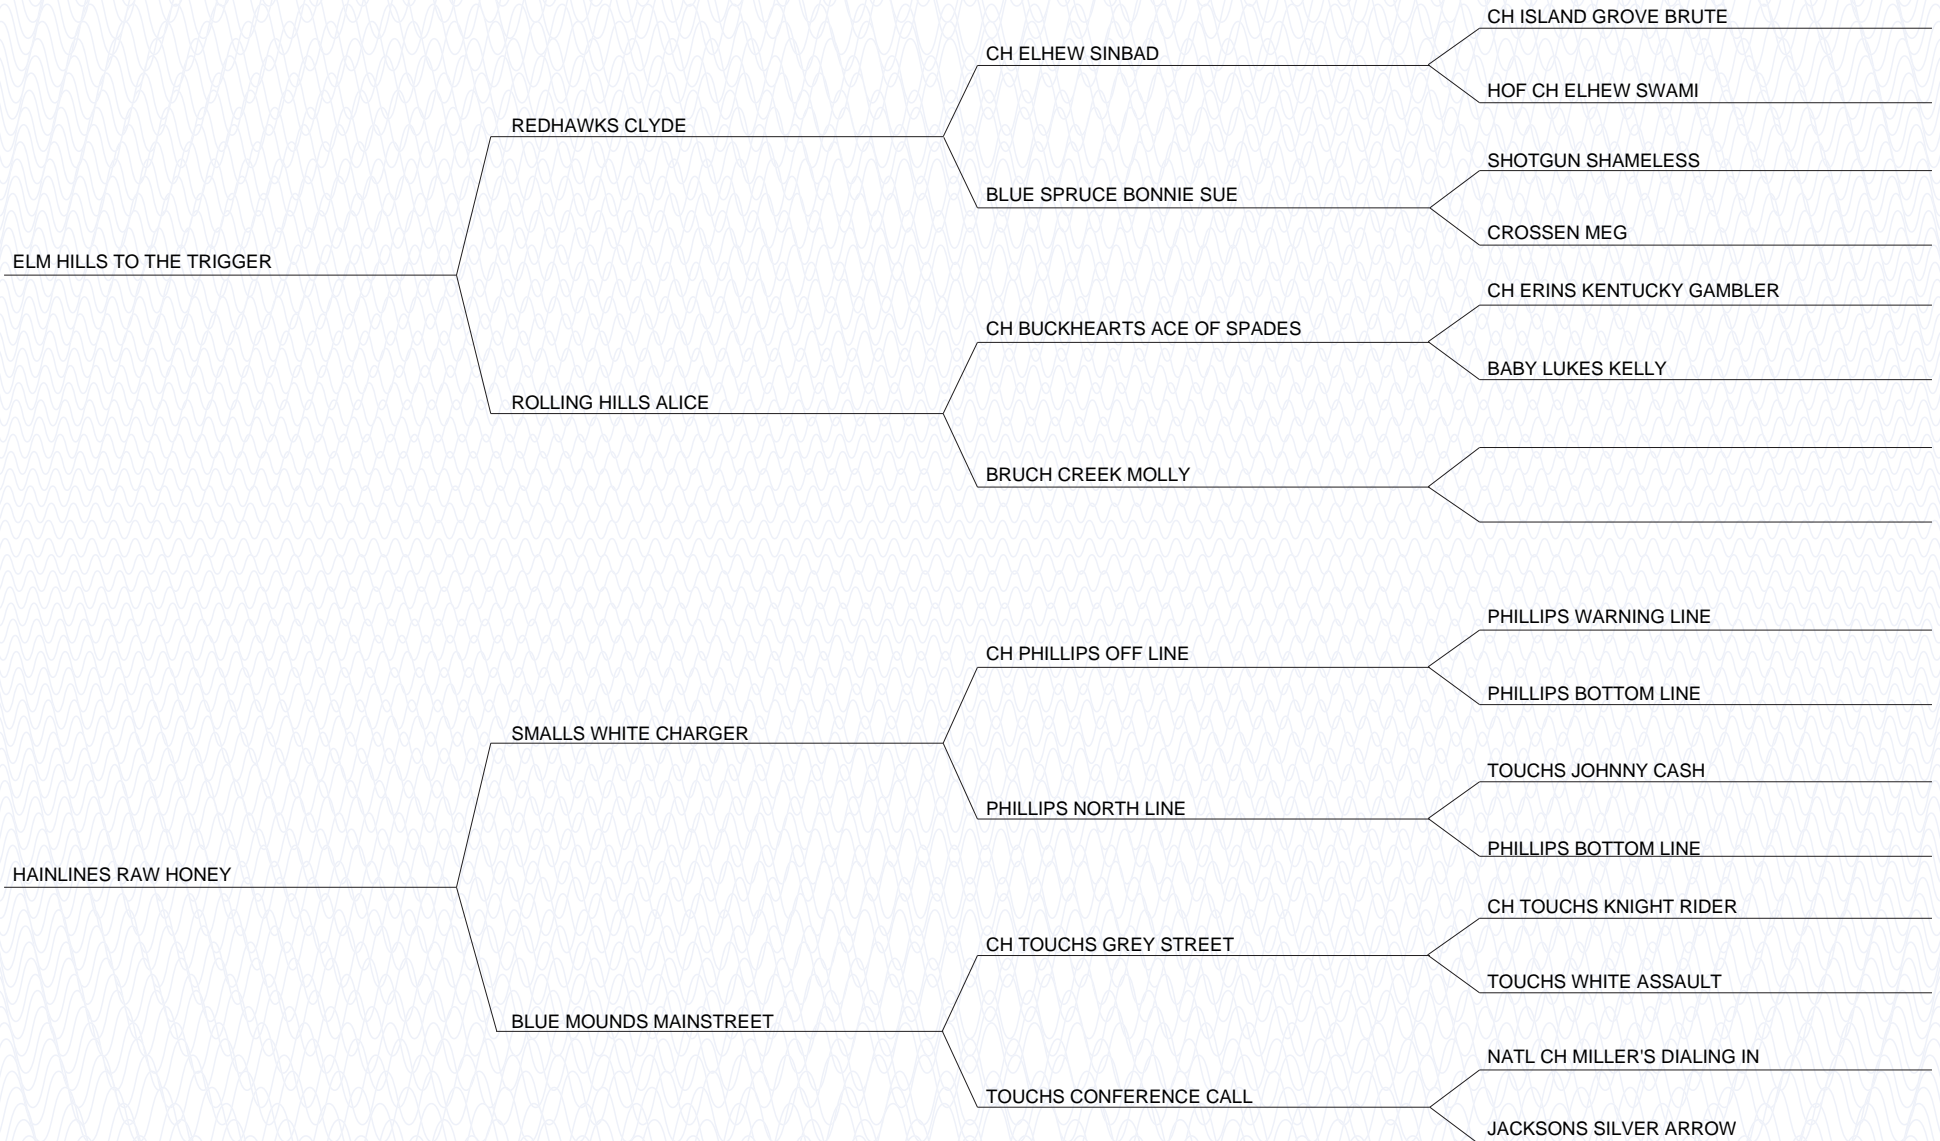 CH ISLAND GROVE BRUTE
CH ELHEW SINBAD
HOF CH ELHEW SWAMI
REDHAWKS CLYDE
SHOTGUN SHAMELESS
BLUE SPRUCE BONNIE SUE
CROSSEN MEG
ELM HILLS TO THE TRIGGER
CH ERINS KENTUCKY GAMBLER
CH BUCKHEARTS ACE OF SPADES
BABY LUKES KELLY
ROLLING HILLS ALICE
BRUCH CREEK MOLLY
PHILLIPS WARNING LINE
CH PHILLIPS OFF LINE
PHILLIPS BOTTOM LINE
SMALLS WHITE CHARGER
TOUCHS JOHNNY CASH
PHILLIPS NORTH LINE
PHILLIPS BOTTOM LINE
HAINLINES RAW HONEY
CH TOUCHS KNIGHT RIDER
CH TOUCHS GREY STREET
TOUCHS WHITE ASSAULT
BLUE MOUNDS MAINSTREET
NATL CH MILLER'S DIALING IN
TOUCHS CONFERENCE CALL
JACKSONS SILVER ARROW